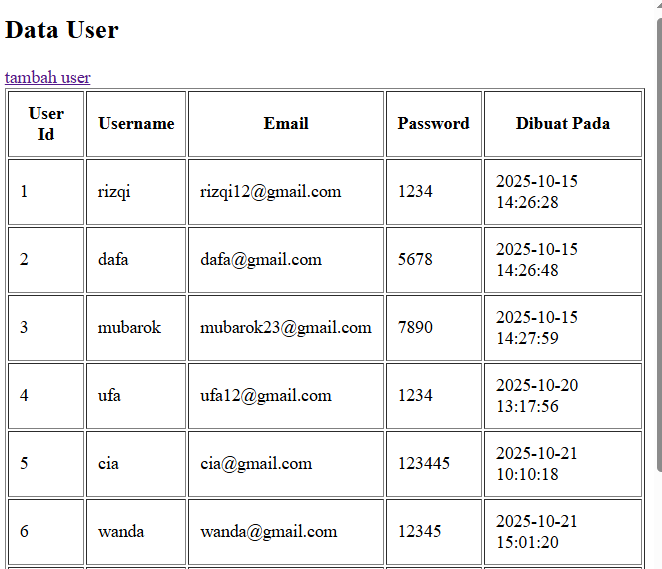 Data User
tambah user
User Id Username Email Password Dibuat Pada
1 rizqi rizqi12@gmail.com 1234 2025-10-15 14:26:28
2 dafa dafa@gmail.com 5678 2025-10-15 14:26:48
3 mubarok mubarok23@gmail.com 7890 2025-10-15 14:27:59
4 ufa ufa12@gmail.com 1234 2025-10-20 13:17:56
5 cia cia@gmail.com 123445 2025-10-21 10:10:18
6 wanda wanda@gmail.com 12345 2025-10-21 15:01:20